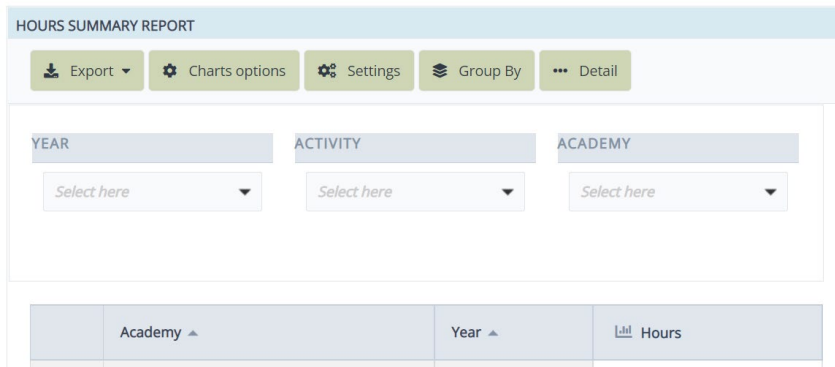 HOURS SUMMARY REPORT
Export Charts options Settings Group By Detail
YEAR ACTIVITY ACADEMY
Select here Select here Select here
Academy Year Hours